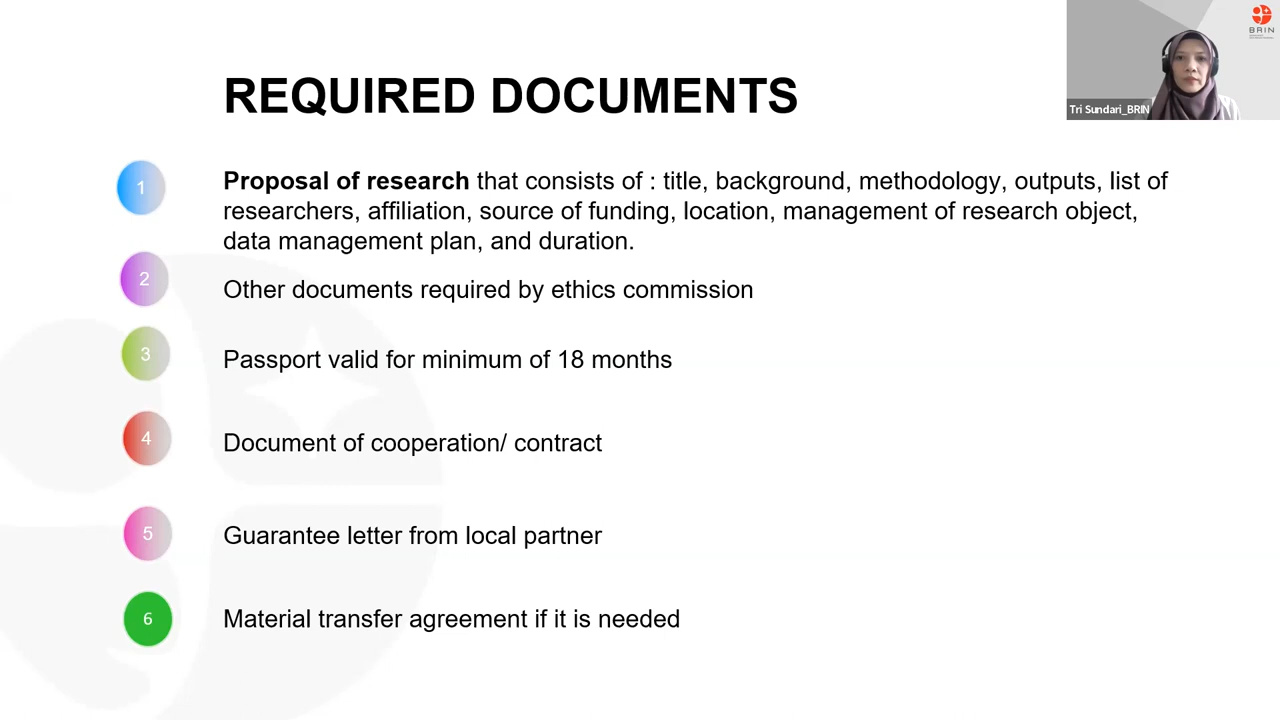 BRIN
Tri Sundari_BRIN
REQUIRED DOCUMENTS
1
Proposal of research that consists of : title, background, methodology, outputs, list of
researchers, affiliation, source of funding, location, management of research object,
data management plan, and duration.
2
Other documents required by ethics commission
3
Passport valid for minimum of 18 months
4
Document of cooperation/ contract
5
Guarantee letter from local partner
6
Material transfer agreement if it is needed